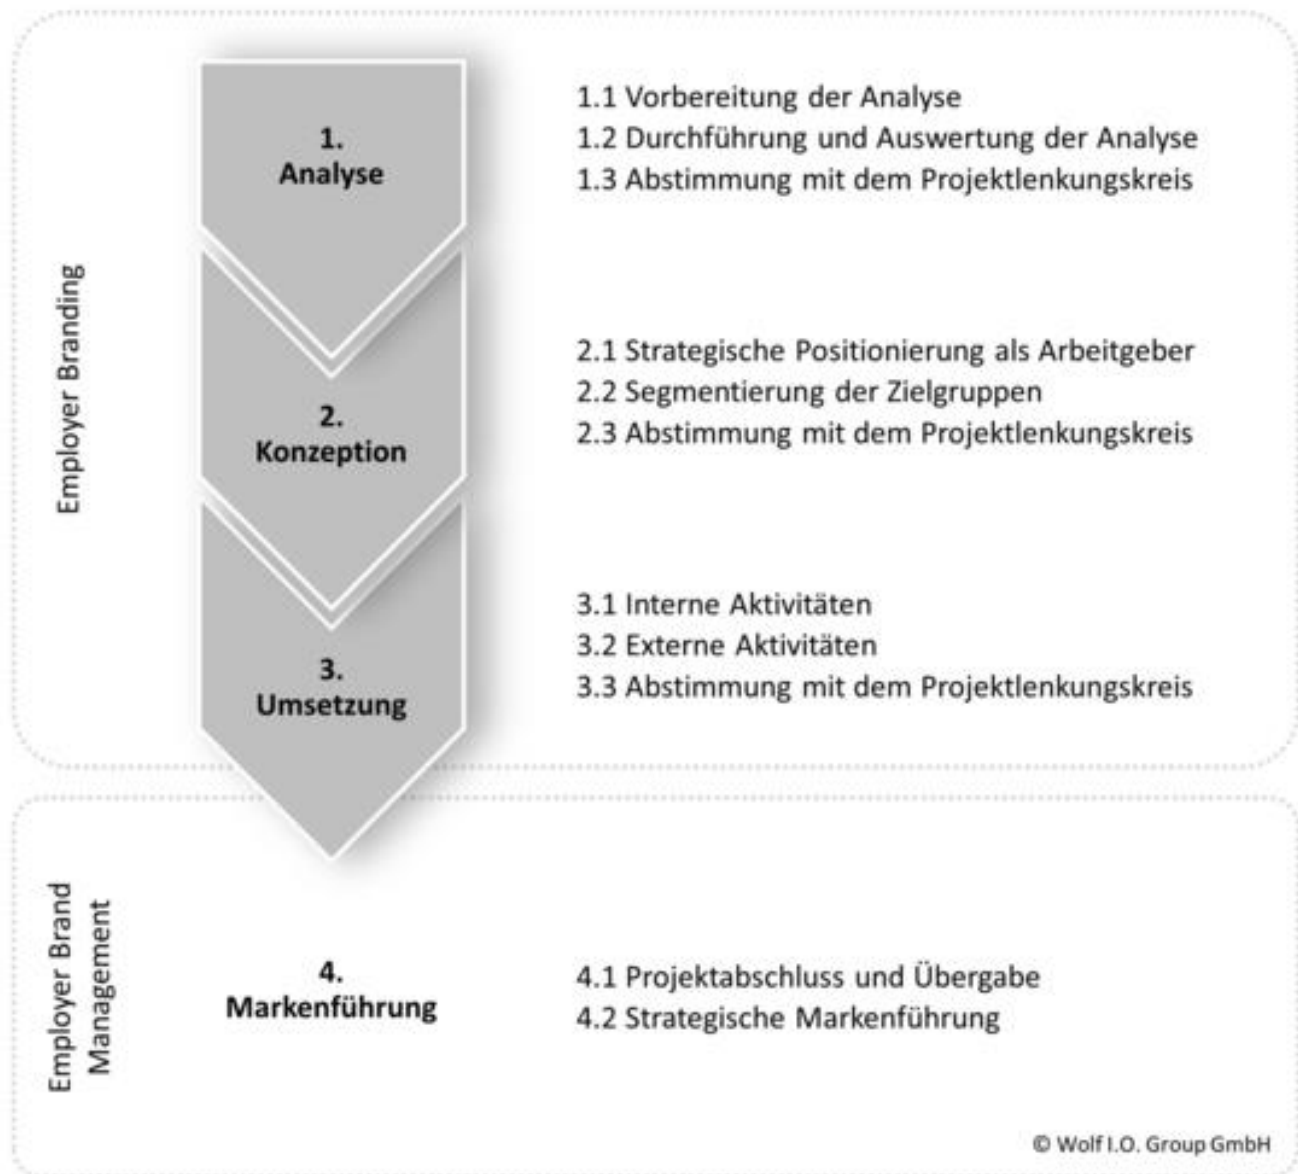 Employer Branding
1.
Analyse
1.1 Vorbereitung der Analyse
1.2 Durchführung und Auswertung der Analyse
1.3 Abstimmung mit dem Projektlenkungskreis
2.
Konzeption
2.1 Strategische Positionierung als Arbeitgeber
2.2 Segmentierung der Zielgruppen
2.3 Abstimmung mit dem Projektlenkungskreis
3.
Umsetzung
3.1 Interne Aktivitäten
3.2 Externe Aktivitäten
3.3 Abstimmung mit dem Projektlenkungskreis
Employer Brand
Management
4.
Markenführung
4.1 Projektabschluss und Übergabe
4.2 Strategische Markenführung
© Wolf I.O. Group GmbH